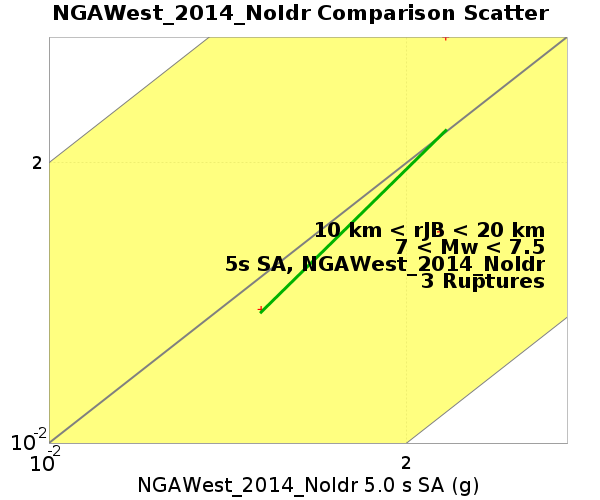 NGAWest_2014_NoIdr Comparison Scatter
2
10 km < rJB < 20 km
7 < Mw < 7.5
5s SA, NGAWest_2014_NoIdr
3 Ruptures
10-2
10-2
2
NGAWest_2014_NoIdr 5.0 s SA (g)